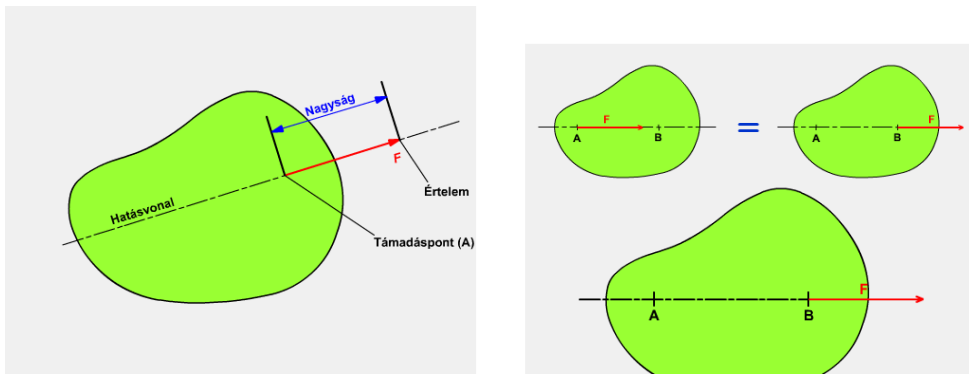 Nagyság
F
Értelem
Hatásvonal
Támadáspont (A)
F
A
B
=
F
A
B
F
A
B